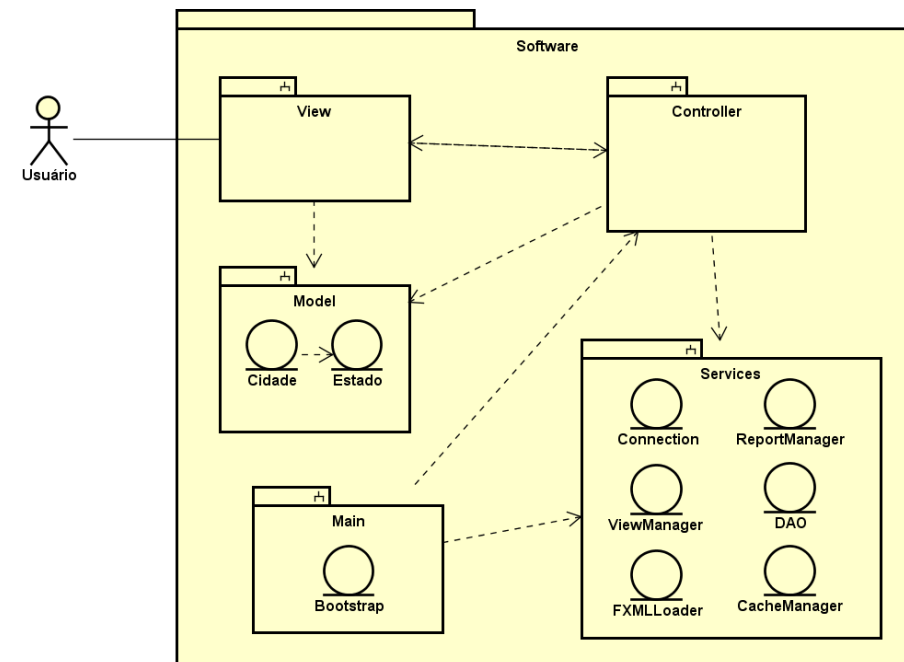 Software
View
Controller
Usuário
Model
Cidade
Estado
Services
Connection
ReportManager
ViewManager
DAO
FXMLLoader
CacheManager
Main
Bootstrap